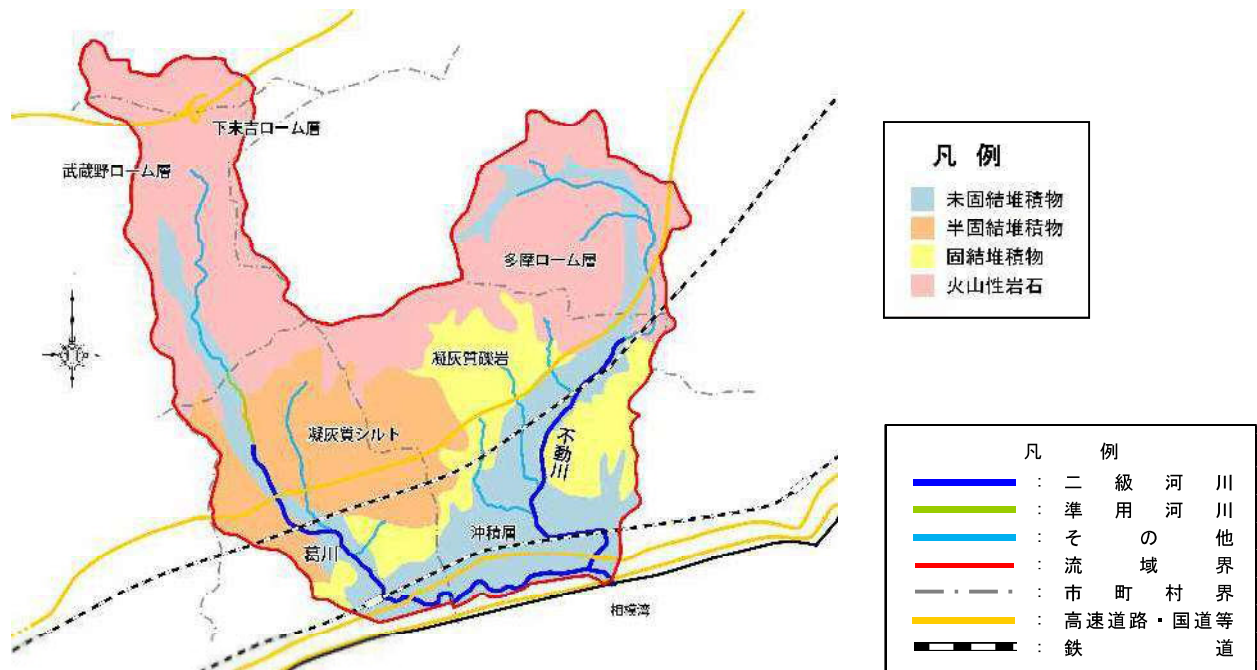 下末吉ローム層
武蔵野ローム層
多摩ローム層
凝灰質礫岩
凝灰質シルト
不動川
沖積層
葛川
相模湾
凡 例
未固結堆積物
半固結堆積物
固結堆積物
火山性岩石
凡 例
： 二 級 河 川
： 準 用 河 川
： そ の 他
： 流 域 界
： 市 町 村 界
： 高速道路・国道等
： 鉄 道